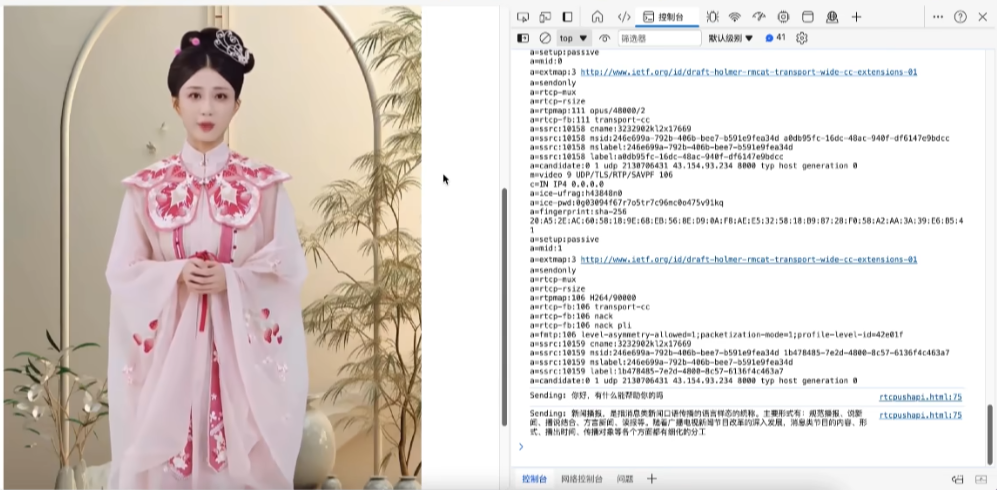 控制台
top ▼
筛选器
默认级别 ▼
41
a=setup:passive
a=mid:0
a=extmap:3 http://www.ietf.org/id/draft-holmer-rmcat-transport-wide-cc-extensions-01
a=sendonly
a=rtcp-mux
a=rtcp-rsize
a=rtpmap:111 opus/48000/2
a=rtcp-fb:111 transport-cc
a=ssrc:10158 cname:3232902kl2x17669
a=ssrc:10158 msid:246e699a-792b-406b-bee7-b591e9fea34d a0db95fc-16dc-48ac-940f-df6147e9bdcc
a=ssrc:10158 mslabel:246e699a-792b-406b-bee7-b591e9fea34d
a=ssrc:10158 label:a0db95fc-16dc-48ac-940f-df6147e9bdcc
a=candidate:0 1 udp 2130706431 43.154.93.234 8000 typ host generation 0
m=video 9 UDP/TLS/RTP/SAVPF 106
c=IN IP4 0.0.0.0
a=ice-ufrag:h43848n0
a=ice-pwd:0g03094f67r7o5tr7c96mc0o475v91kq
a=fingerprint:sha-256
20:A5:2E:AC:60:5B:18:9E:68:EB:56:8E:D9:0A:F8:AE:E5:32:58:18:D9:B7:28:F0:58:A2:AA:3A:39:E6:B5:4
1
a=setup:passive
a=mid:1
a=extmap:3 http://www.ietf.org/id/draft-holmer-rmcat-transport-wide-cc-extensions-01
a=sendonly
a=rtcp-mux
a=rtcp-rsize
a=rtpmap:106 H264/90000
a=rtcp-fb:106 transport-cc
a=rtcp-fb:106 nack
a=rtcp-fb:106 nack pli
a=fmtp:106 level-asymmetry-allowed=1;packetization-mode=1;profile-level-id=42e01f
a=ssrc:10159 cname:3232902kl2x17669
a=ssrc:10159 msid:246e699a-792b-406b-bee7-b591e9fea34d 1b478485-7e2d-4800-8c57-6136f4c463a7
a=ssrc:10159 mslabel:246e699a-792b-406b-bee7-b591e9fea34d
a=ssrc:10159 label:1b478485-7e2d-4800-8c57-6136f4c463a7
a=candidate:0 1 udp 2130706431 43.154.93.234 8000 typ host generation 0
Sending: 你好，有什么能帮助你的吗 rtcpushapi.html:75
Sending: 新闻播报，是指消息类新闻口语传播的语言样态的统称。主要形式有：规范播报、说新 rtcpushapi.html:75
闻、播说结合、方言新闻、读报等。随着广播电视新闻节目改革的深入发展，消息类节目的内容、形
式、播出时间、传播对象等各个方面都有细化的分工
控制台 网络控制台 问题